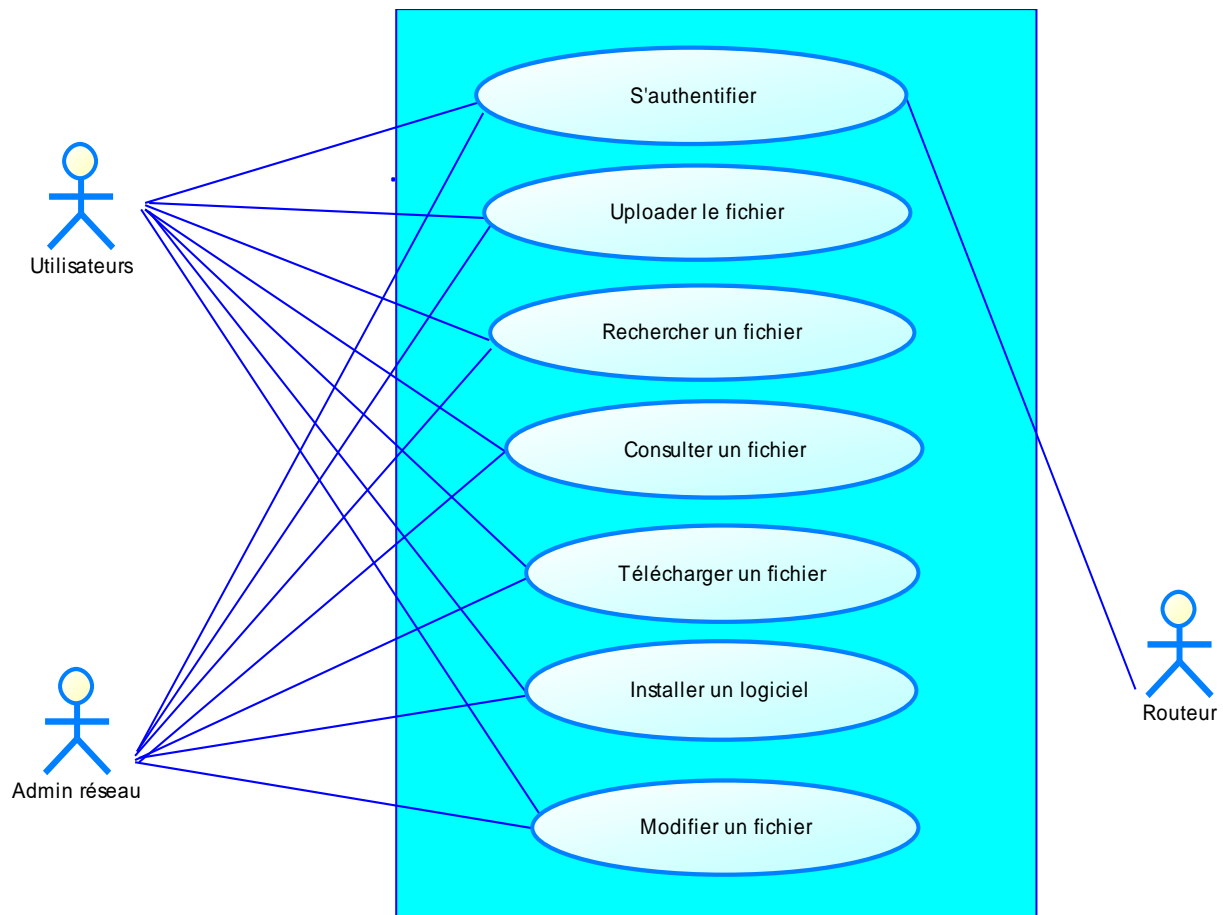 S'authentifier
Uploader le fichier
Utilisateurs
Rechercher un fichier
Consulter un fichier
Télécharger un fichier
Installer un logiciel
Routeur
Admin réseau
Modifier un fichier